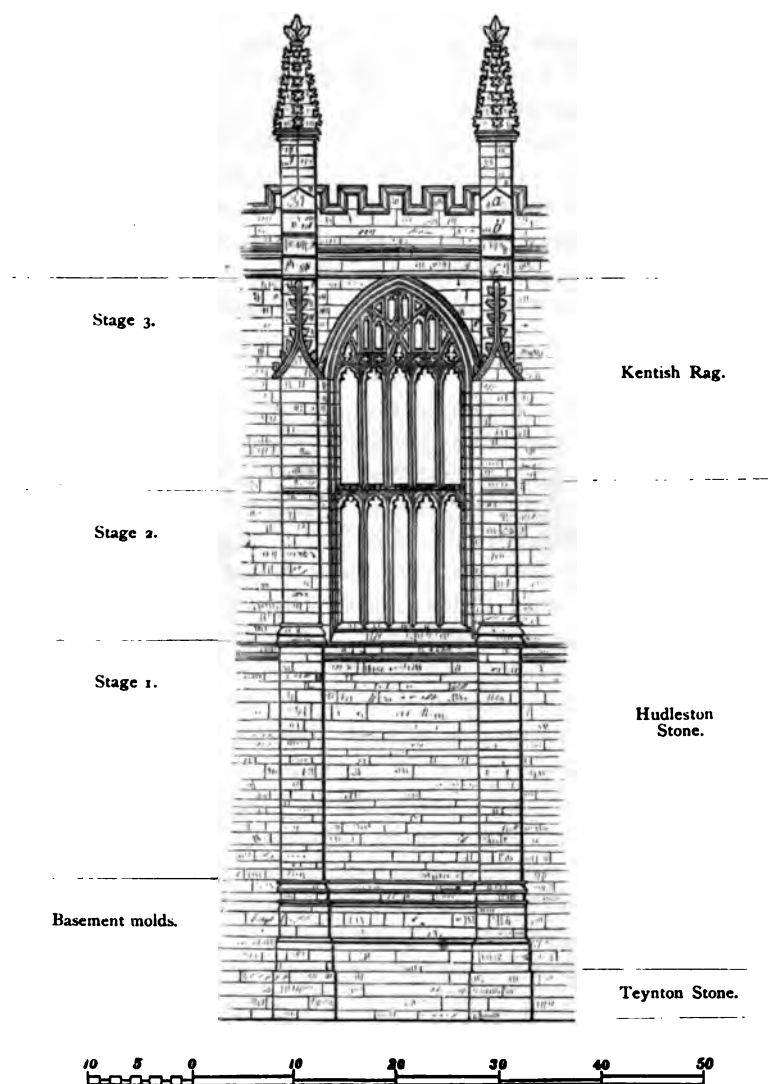 a
b
c
Stage 3.
Kentish Rag.
Stage 2.
Stage 1.
Hudleston
Stone.
Basement molds.
Teynton Stone.
10 5 0 10 20 30 40 50